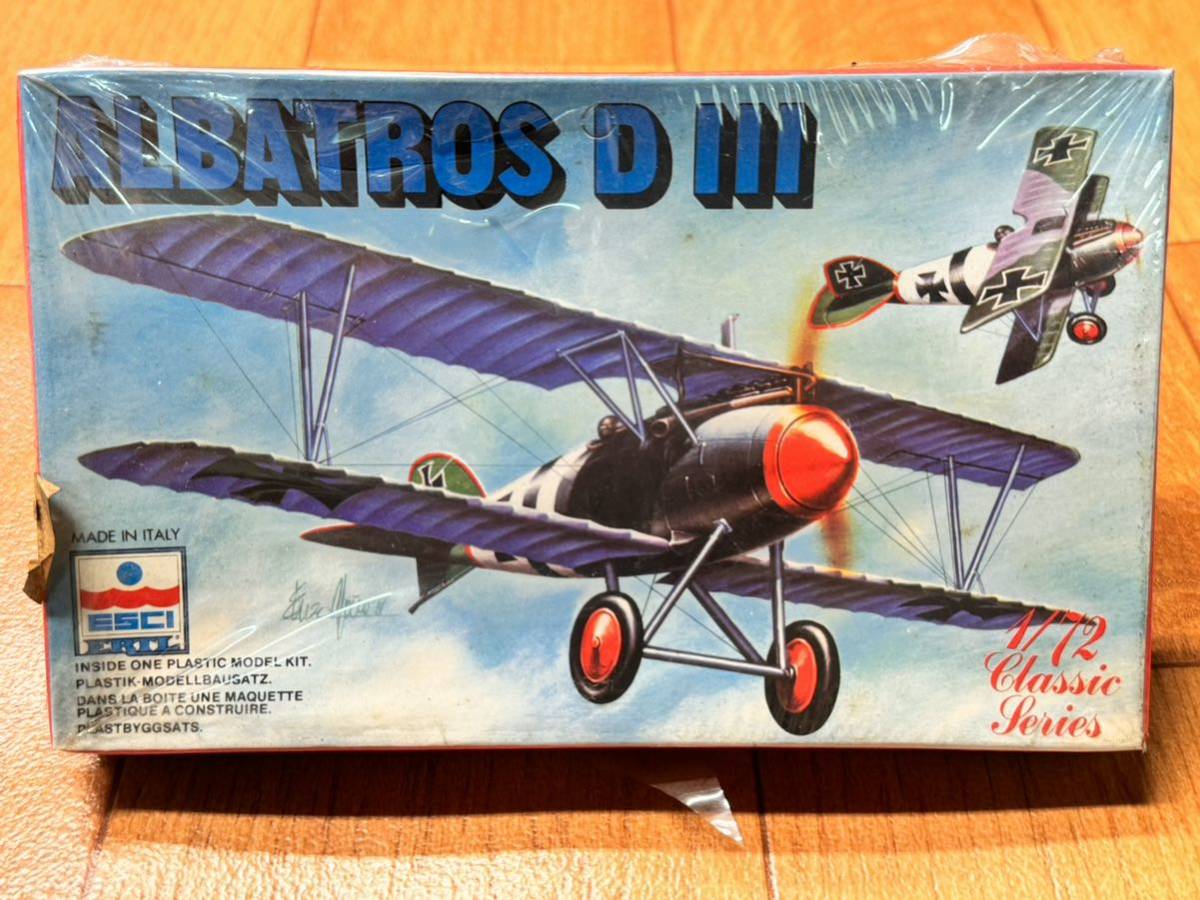 ALBATROS D III
MADE IN ITALY
ESCI
ERTL
INSIDE ONE PLASTIC MODEL KIT.
PLASTIK-MODELLBAUSATZ.
DANS LA BOITE UNE MAQUETTE
PLASTIQUE A CONSTRUIRE.
PLASTBYGGSATS.
1/72
Classic
Series